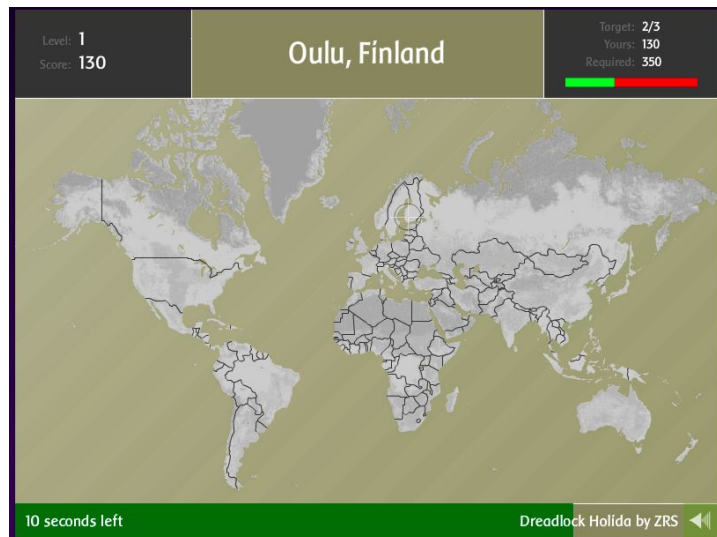 Level: 1
Score: 130
Oulu, Finland
Target: 2/3
Yours: 130
Required: 350
10 seconds left
Dreadlock Holida by ZRS